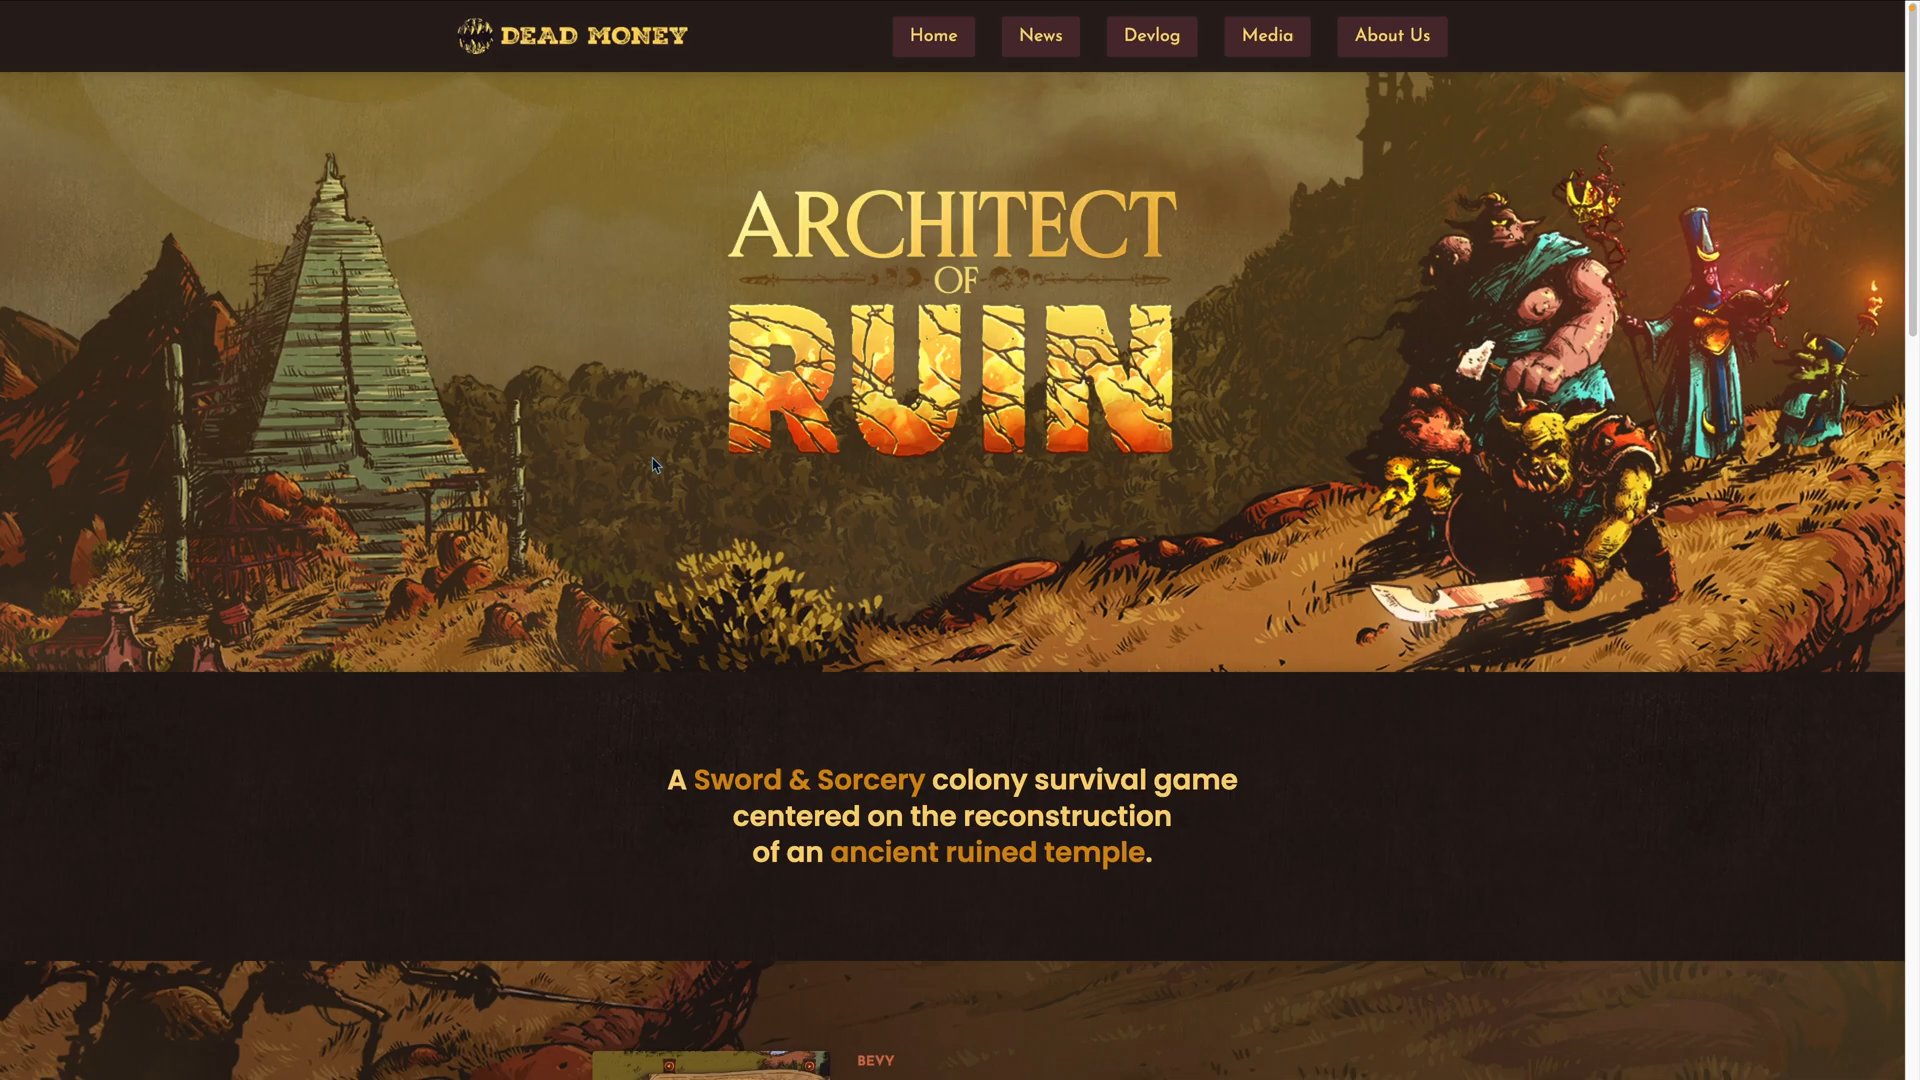 DEAD MONEY
Home
News
Devlog
Media
About Us
ARCHITECT
OF
RUIN
A Sword & Sorcery colony survival game
centered on the reconstruction
of an ancient ruined temple.
BEVY